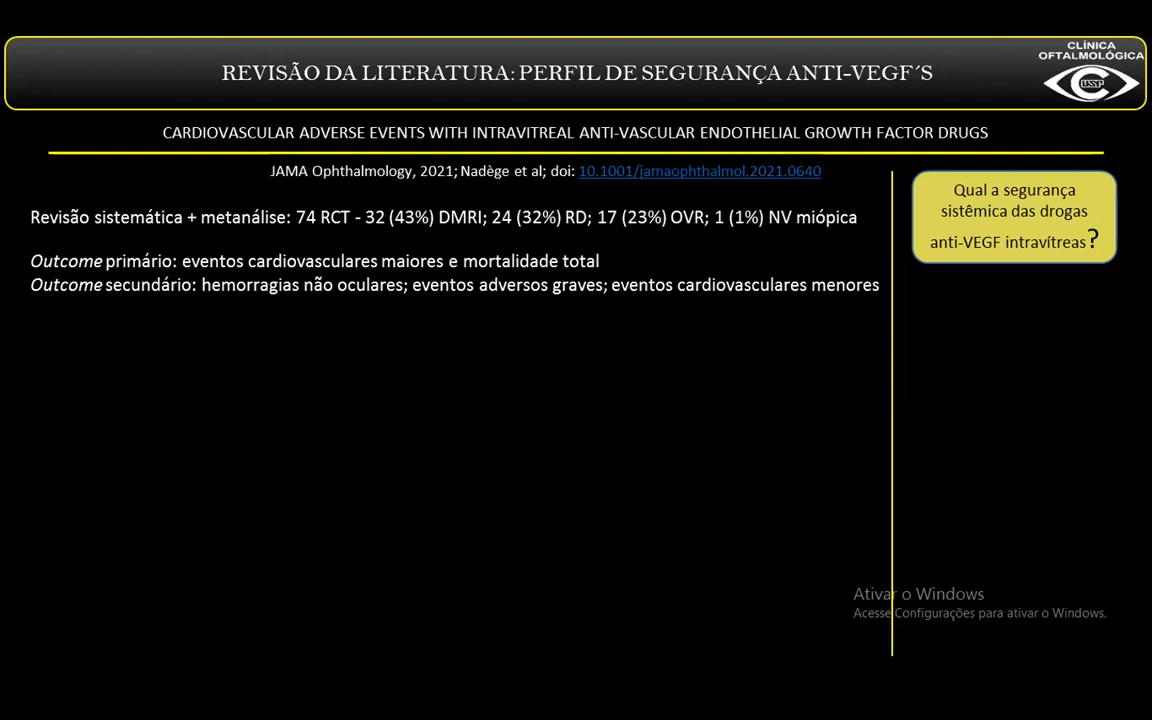 CLÍNICA
OFTALMOLÓGICA
REVISÃO DA LITERATURA: PERFIL DE SEGURANÇA ANTI-VEGF´S
CARDIOVASCULAR ADVERSE EVENTS WITH INTRAVITREAL ANTI-VASCULAR ENDOTHELIAL GROWTH FACTOR DRUGS
JAMA Ophthalmology, 2021; Nadège et al; doi: 10.1001/jamaophthalmol.2021.0640
Revisão sistemática + metanálise: 74 RCT - 32 (43%) DMRI; 24 (32%) RD; 17 (23%) OVR; 1 (1%) NV miópica
Outcome primário: eventos cardiovasculares maiores e mortalidade total
Outcome secundário: hemorragias não oculares; eventos adversos graves; eventos cardiovasculares menores
Qual a segurança
sistêmica das drogas
anti-VEGF intravítreas?
Ativar o Windows
Acesse Configurações para ativar o Windows.